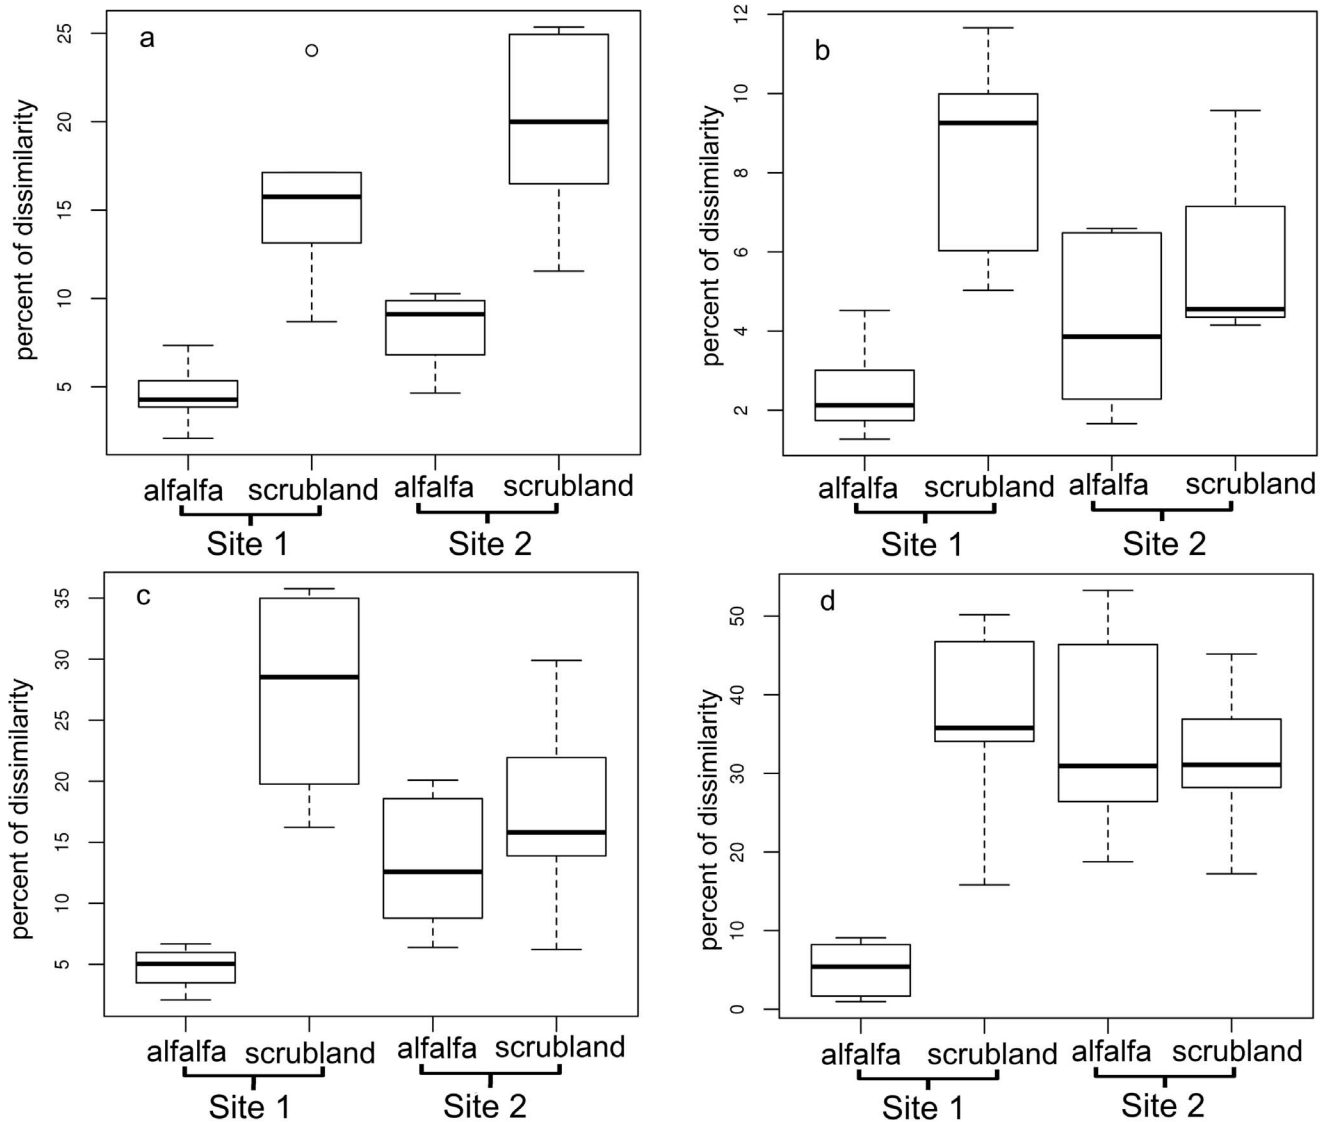 a
25
20
15
10
5
percent of dissimilarity
alfalfa scrubland alfalfa scrubland
Site 1 Site 2
b
12
10
8
6
4
2
percent of dissimilarity
alfalfa scrubland alfalfa scrubland
Site 1 Site 2
c
35
30
25
20
15
10
5
percent of dissimilarity
alfalfa scrubland alfalfa scrubland
Site 1 Site 2
d
50
40
30
20
10
0
percent of dissimilarity
alfalfa scrubland alfalfa scrubland
Site 1 Site 2